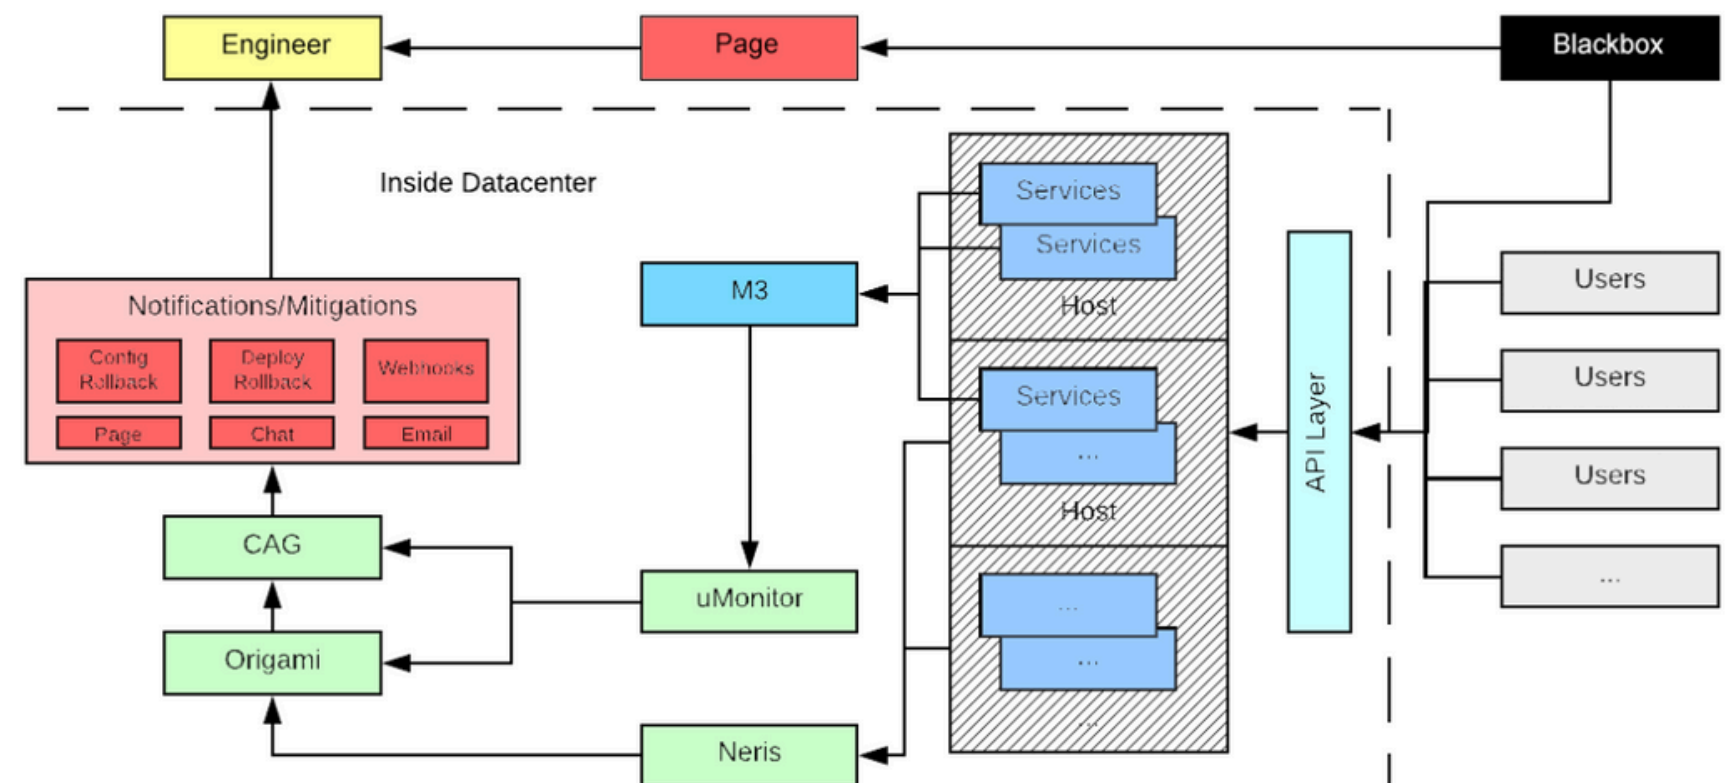 Engineer
Page
Blackbox
Inside Datacenter
Services
Services
Host
Users
M3
Notifications/Mitigations
Config
Rollback
Deploy
Rollback
Webhooks
Page
Chat
Email
Services
...
Host
API Layer
Users
Users
...
CAG
uMonitor
...
...
...
Origami
Neris